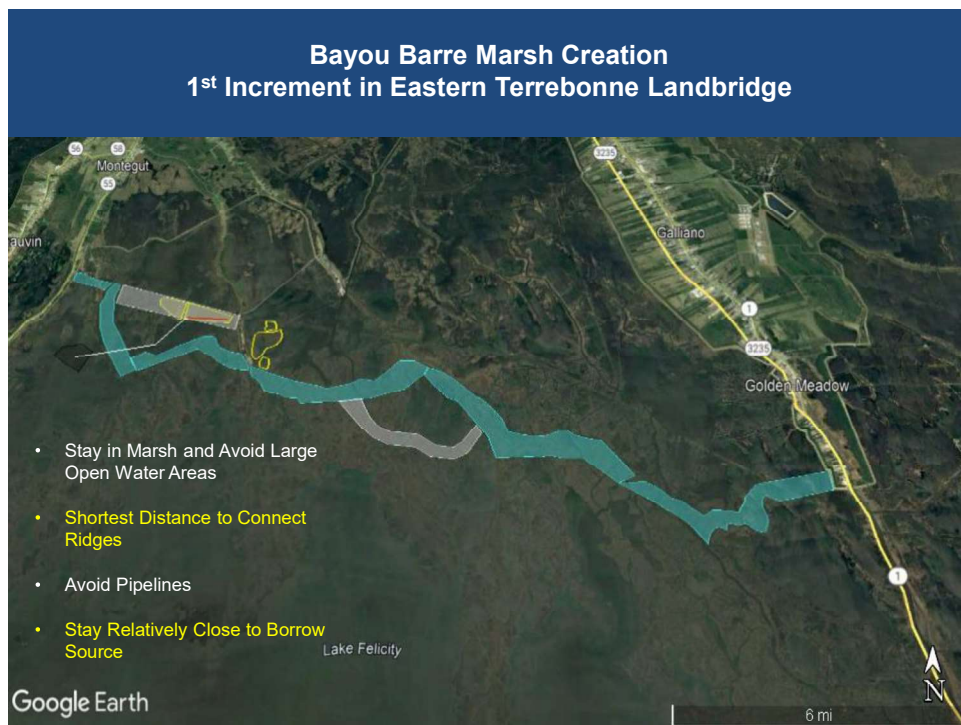 Bayou Barre Marsh Creation
1st Increment in Eastern Terrebonne Landbridge
56
58
3235
Montegut
55
Galliano
auvin
1
3235
Golden Meadow
• Stay in Marsh and Avoid Large
Open Water Areas
• Shortest Distance to Connect
Ridges
• Avoid Pipelines
1
• Stay Relatively Close to Borrow
Source
Lake Felicity
N
Google Earth
6 mi